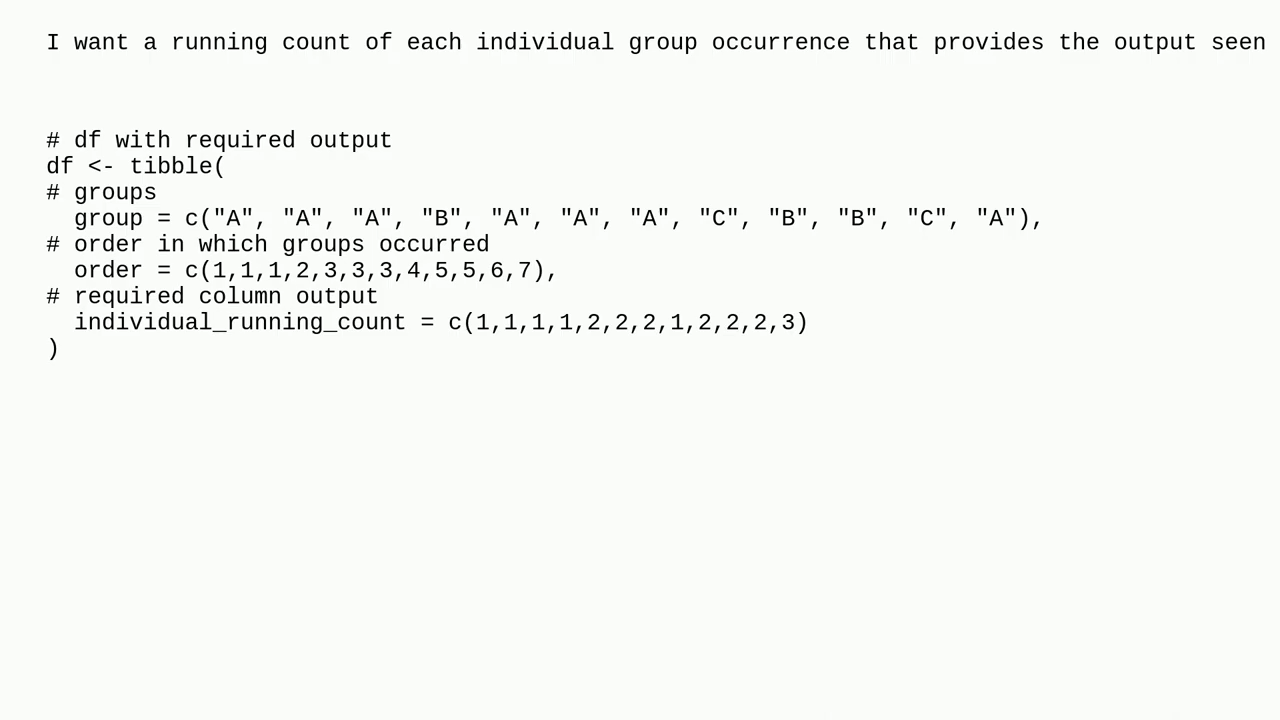 I want a running count of each individual group occurrence that provides the output seen
# df with required output
df <- tibble(
# groups
  group = c("A", "A", "A", "B", "A", "A", "A", "C", "B", "B", "C", "A"),
# order in which groups occurred
  order = c(1,1,1,2,3,3,3,4,5,5,6,7),
# required column output
  individual_running_count = c(1,1,1,1,2,2,2,1,2,2,2,3)
)